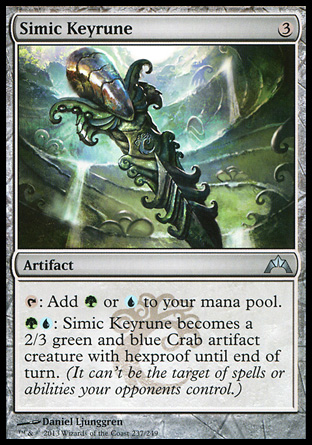 Simic Keyrune 3
Artifact
: Add or to your mana pool.
: Simic Keyrune becomes a
2/3 green and blue Crab artifact
creature with hexproof until end of
turn. (It can't be the target of spells or
abilities your opponents control.)
Daniel Ljunggren
™ & © 2013 Wizards of the Coast 237/249